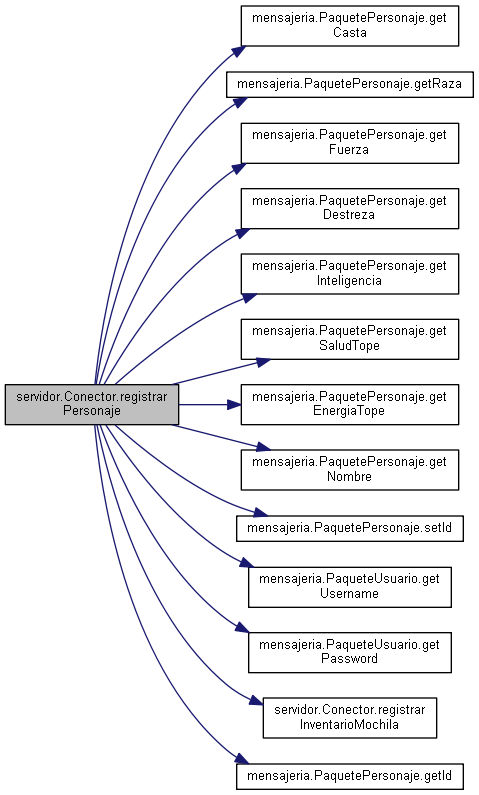 mensajeria.PaquetePersonaje.get
Casta
mensajeria.PaquetePersonaje.getRaza
mensajeria.PaquetePersonaje.get
Fuerza
mensajeria.PaquetePersonaje.get
Destreza
mensajeria.PaquetePersonaje.get
Inteligencia
mensajeria.PaquetePersonaje.get
SaludTope
servidor.Conector.registrar
Personaje
mensajeria.PaquetePersonaje.get
EnergiaTope
mensajeria.PaquetePersonaje.get
Nombre
mensajeria.PaquetePersonaje.setId
mensajeria.PaqueteUsuario.get
Username
mensajeria.PaqueteUsuario.get
Password
servidor.Conector.registrar
InventarioMochila
mensajeria.PaquetePersonaje.getId